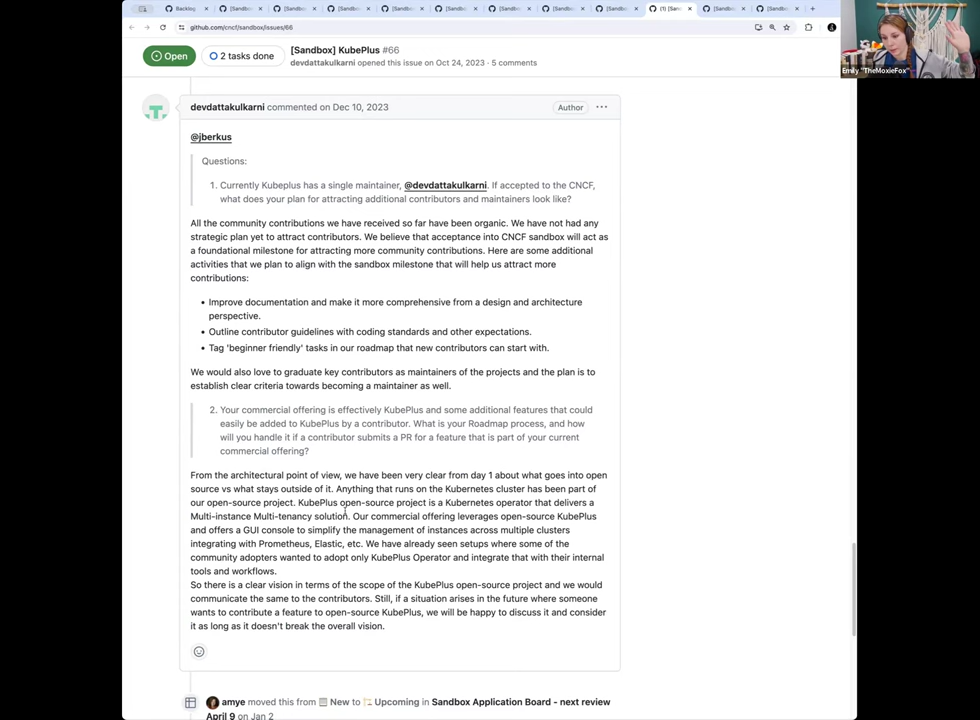 Backlog
[Sandbox]
[Sandbox]
[Sandbox]
[Sandbox]
[Sandbox]
[Sandbox]
[Sandbox]
[Sandbox]
(1) [San
[Sandbox]
[Sandbox]
github.com/cncf/sandbox/issues/66
Emily "TheMoxieFox"
Open
2 tasks done
[Sandbox] KubePlus #66
devdattakulkarni opened this issue on Oct 24, 2023 · 5 comments
devdattakulkarni commented on Dec 10, 2023
Author
@jberkus
Questions:
1. Currently Kubeplus has a single maintainer, @devdattakulkarni. If accepted to the CNCF,
what does your plan for attracting additional contributors and maintainers look like?
All the community contributions we have received so far have been organic. We have not had any
strategic plan yet to attract contributors. We believe that acceptance into CNCF sandbox will act as
a foundational milestone for attracting more community contributions. Here are some additional
activities that we plan to align with the sandbox milestone that will help us attract more
contributions:
• Improve documentation and make it more comprehensive from a design and architecture
perspective.
• Outline contributor guidelines with coding standards and other expectations.
• Tag 'beginner friendly' tasks in our roadmap that new contributors can start with.
We would also love to graduate key contributors as maintainers of the projects and the plan is to
establish clear criteria towards becoming a maintainer as well.
2. Your commercial offering is effectively KubePlus and some additional features that could
easily be added to KubePlus by a contributor. What is your Roadmap process, and how
will you handle it if a contributor submits a PR for a feature that is part of your current
commercial offering?
From the architectural point of view, we have been very clear from day 1 about what goes into open
source vs what stays outside of it. Anything that runs on the Kubernetes cluster has been part of
our open-source project. KubePlus open-source project is a Kubernetes operator that delivers a
Multi-instance Multi-tenancy solution. Our commercial offering leverages open-source KubePlus
and offers a GUI console to simplify the management of instances across multiple clusters
integrating with Prometheus, Elastic, etc. We have already seen setups where some of the
community adopters wanted to adopt only KubePlus Operator and integrate that with their internal
tools and workflows.
So there is a clear vision in terms of the scope of the KubePlus open-source project and we would
communicate the same to the contributors. Still, if a situation arises in the future where someone
wants to contribute a feature to open-source KubePlus, we will be happy to discuss it and consider
it as long as it doesn't break the overall vision.
amye moved this from New to Upcoming in Sandbox Application Board - next review
April 9 on Jan 2